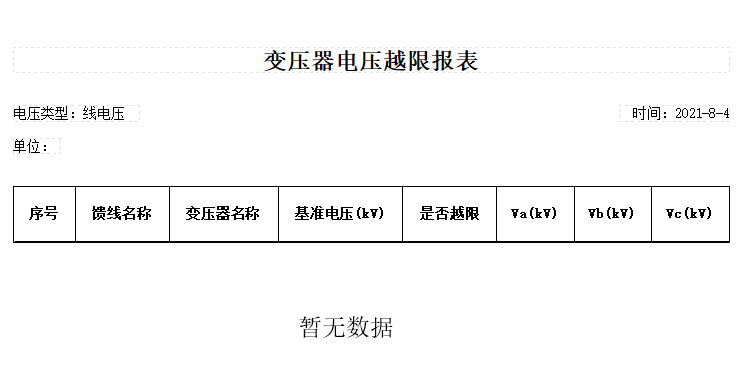 变压器电压越限报表
电压类型：线电压 时间：2021-8-4
单位：
序号 馈线名称 变压器名称 基准电压(kV) 是否越限 Va(kV) Vb(kV) Vc(kV)
暂无数据